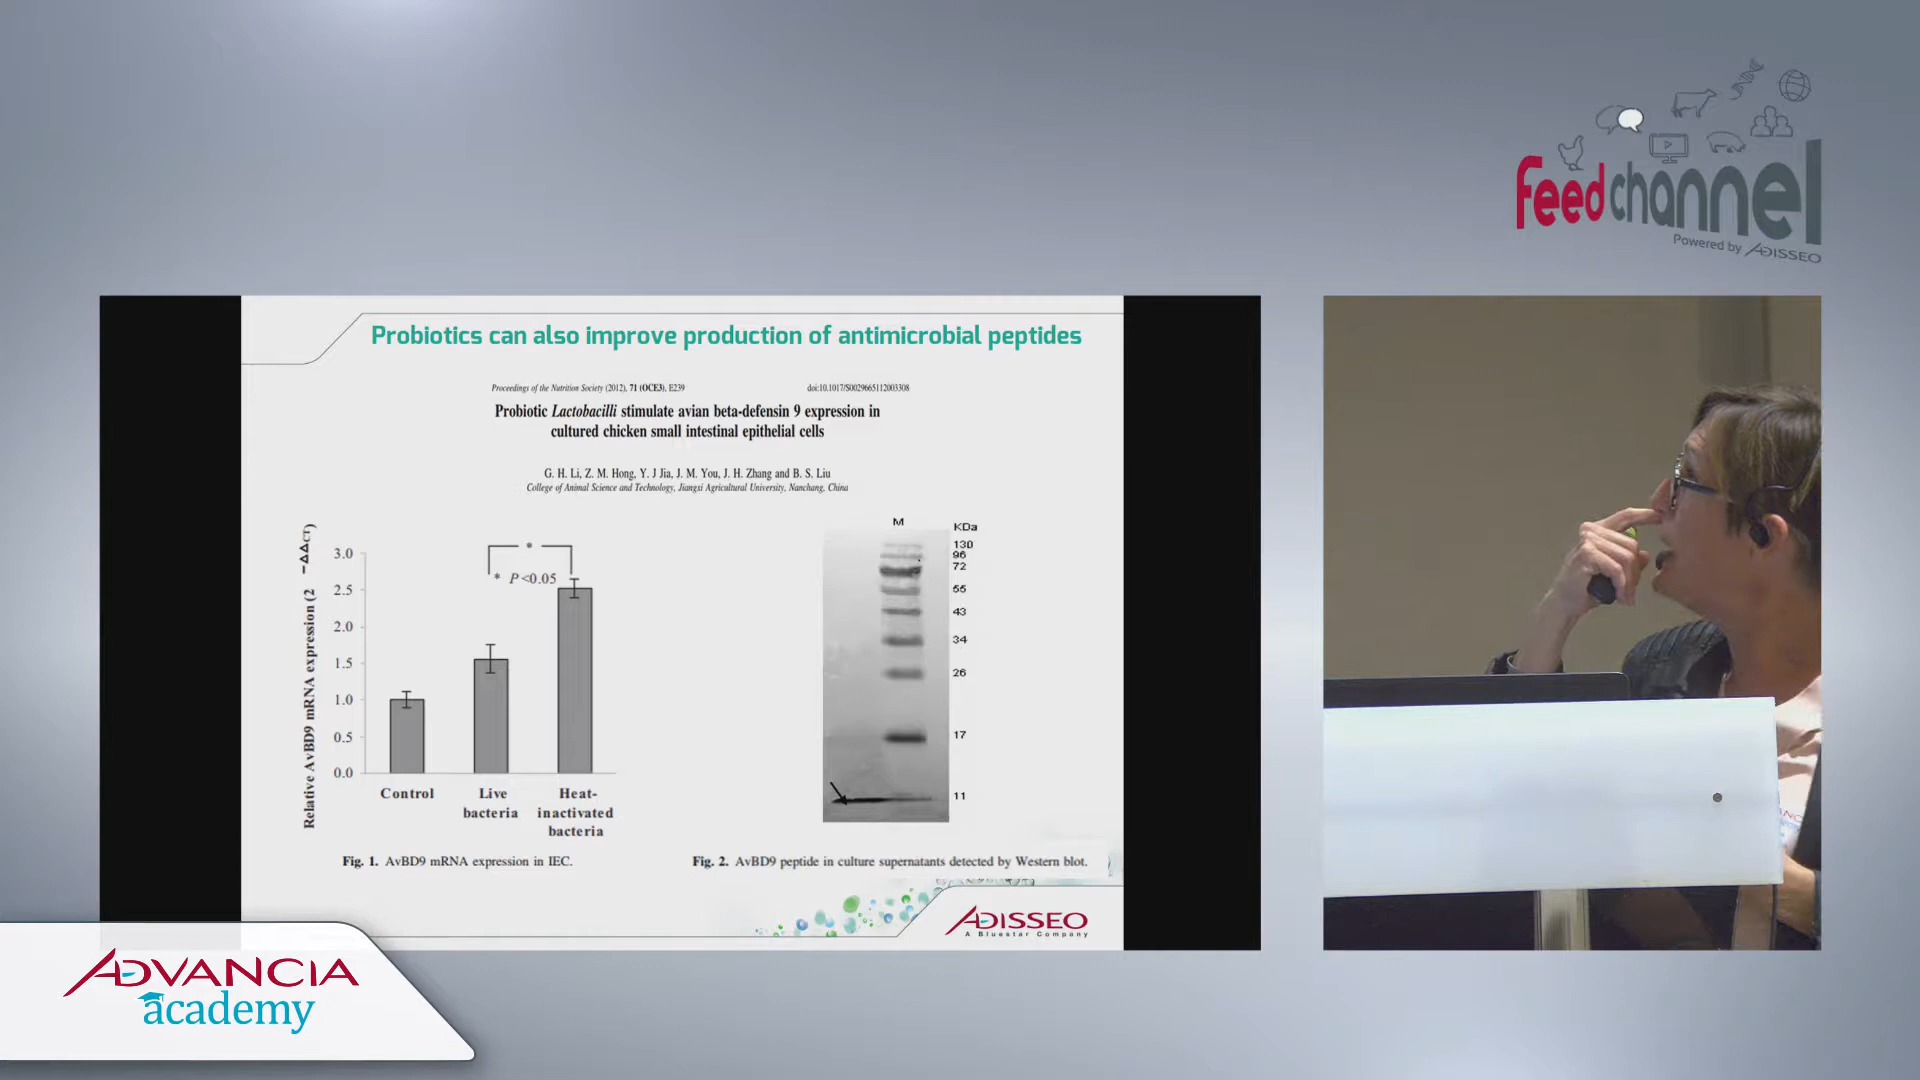 feedchannel
Powered by ADISSEO
Probiotics can also improve production of antimicrobial peptides
Proceedings of the Nutrition Society (2012), 71 (OCE3), E239
doi:10.1017/S0029665112003308
Probiotic Lactobacilli stimulate avian beta-defensin 9 expression in
cultured chicken small intestinal epithelial cells
G. H. Li, Z. M. Hong, Y. J Jia, J. M. You, J. H. Zhang and B. S. Liu
College of Animal Science and Technology, Jiangxi Agricultural University, Nanchang, China
Relative AvBD9 mRNA expression (2 −ΔΔCT)
3.0
2.5
2.0
1.5
1.0
0.5
0.0
*
* P<0.05
Control
Live
bacteria
Heat-
inactivated
bacteria
Fig. 1. AvBD9 mRNA expression in IEC.
M
KDa
130
96
72
55
43
34
26
17
11
Fig. 2. AvBD9 peptide in culture supernatants detected by Western blot.
ADISSEO
A Bluestar Company
ADVANCIA
academy